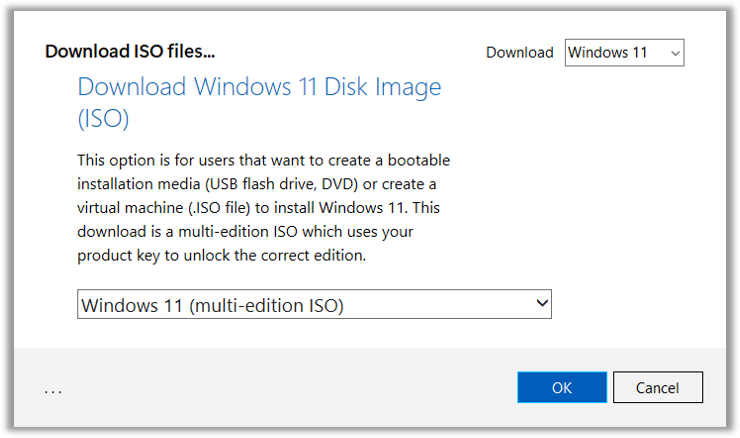 Download ISO files...
Download Windows 11
Download Windows 11 Disk Image
(ISO)
This option is for users that want to create a bootable
installation media (USB flash drive, DVD) or create a
virtual machine (.ISO file) to install Windows 11. This
download is a multi-edition ISO which uses your
product key to unlock the correct edition.
Windows 11 (multi-edition ISO)
...
OK
Cancel